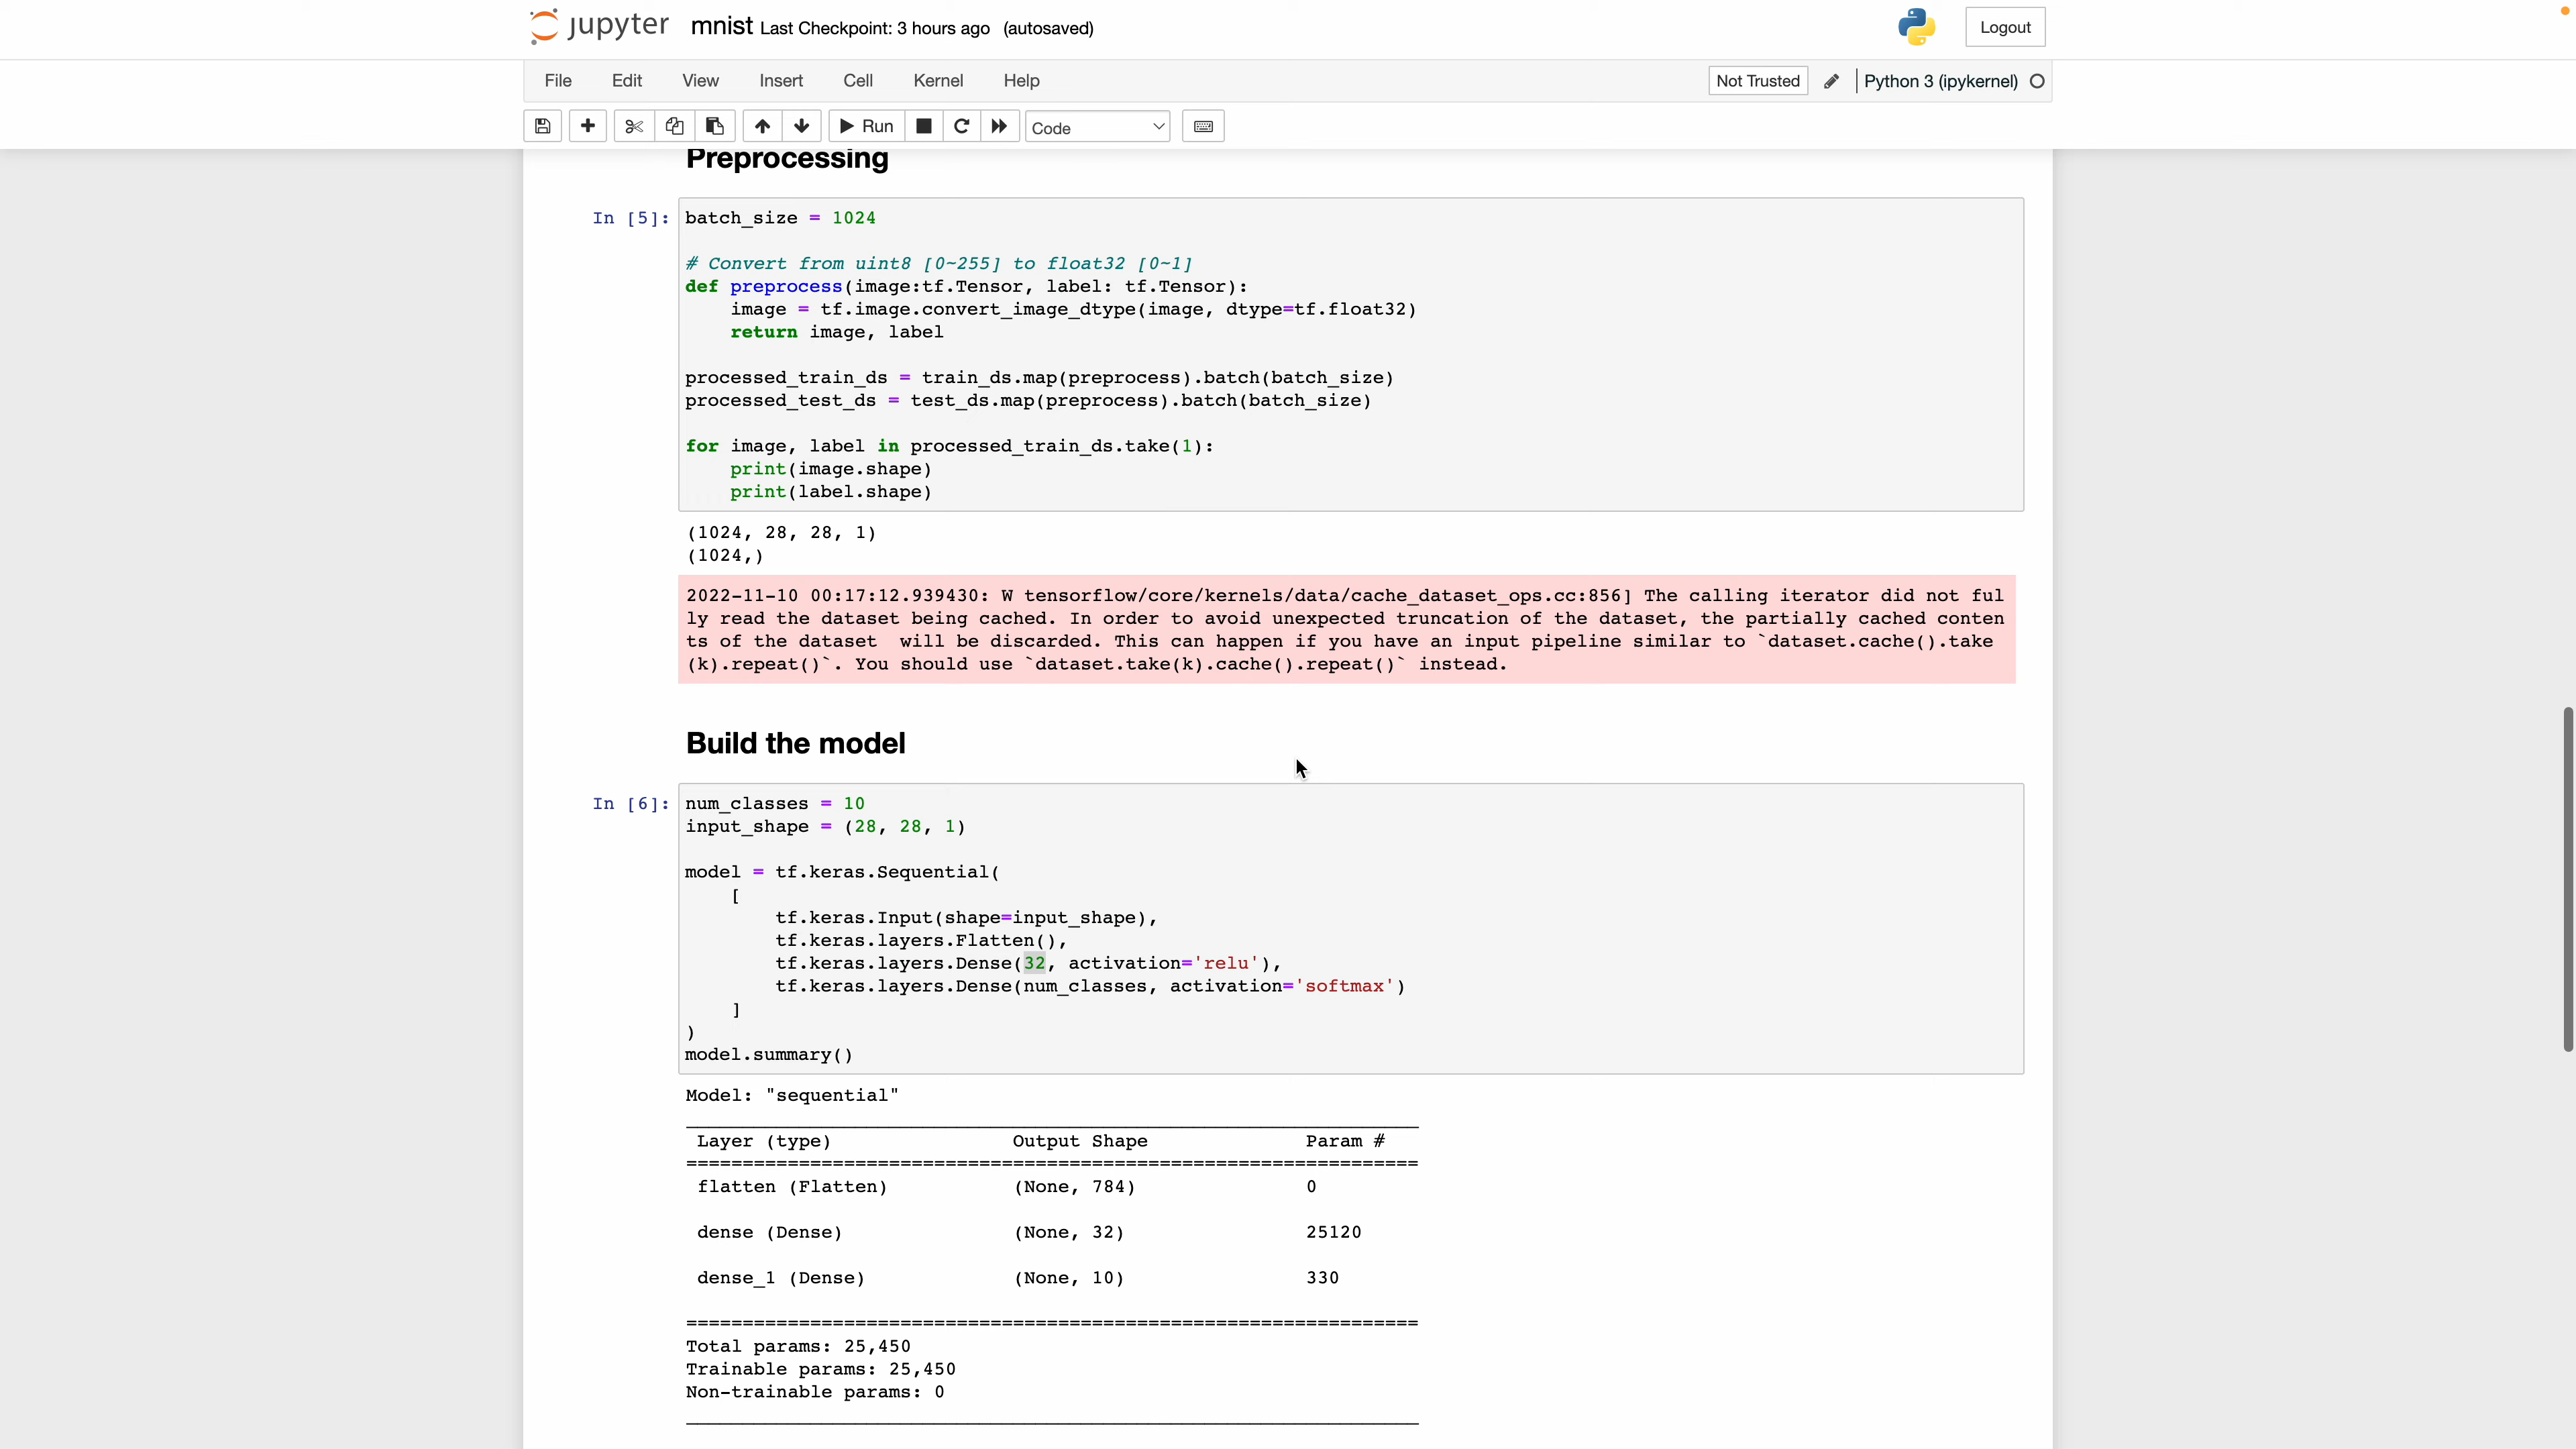 jupyter mnist Last Checkpoint: 3 hours ago (autosaved) Logout
File Edit View Insert Cell Kernel Help Not Trusted Python 3 (ipykernel)
Run Code
Preprocessing
In [5]: batch_size = 1024
# Convert from uint8 [0~255] to float32 [0~1]
def preprocess(image:tf.Tensor, label: tf.Tensor):
    image = tf.image.convert_image_dtype(image, dtype=tf.float32)
    return image, label
processed_train_ds = train_ds.map(preprocess).batch(batch_size)
processed_test_ds = test_ds.map(preprocess).batch(batch_size)
for image, label in processed_train_ds.take(1):
    print(image.shape)
    print(label.shape)
(1024, 28, 28, 1)
(1024,)
2022-11-10 00:17:12.939430: W tensorflow/core/kernels/data/cache_dataset_ops.cc:856] The calling iterator did not ful
ly read the dataset being cached. In order to avoid unexpected truncation of the dataset, the partially cached conten
ts of the dataset  will be discarded. This can happen if you have an input pipeline similar to `dataset.cache().take
(k).repeat()`. You should use `dataset.take(k).cache().repeat()` instead.
Build the model
In [6]: num_classes = 10
input_shape = (28, 28, 1)
model = tf.keras.Sequential(
    [
        tf.keras.Input(shape=input_shape),
        tf.keras.layers.Flatten(),
        tf.keras.layers.Dense(32, activation='relu'),
        tf.keras.layers.Dense(num_classes, activation='softmax')
    ]
)
model.summary()
Model: "sequential"
_________________________________________________________________
 Layer (type)                Output Shape              Param #
=================================================================
 flatten (Flatten)           (None, 784)               0
 dense (Dense)               (None, 32)                25120
 dense_1 (Dense)             (None, 10)                330
=================================================================
Total params: 25,450
Trainable params: 25,450
Non-trainable params: 0
_________________________________________________________________